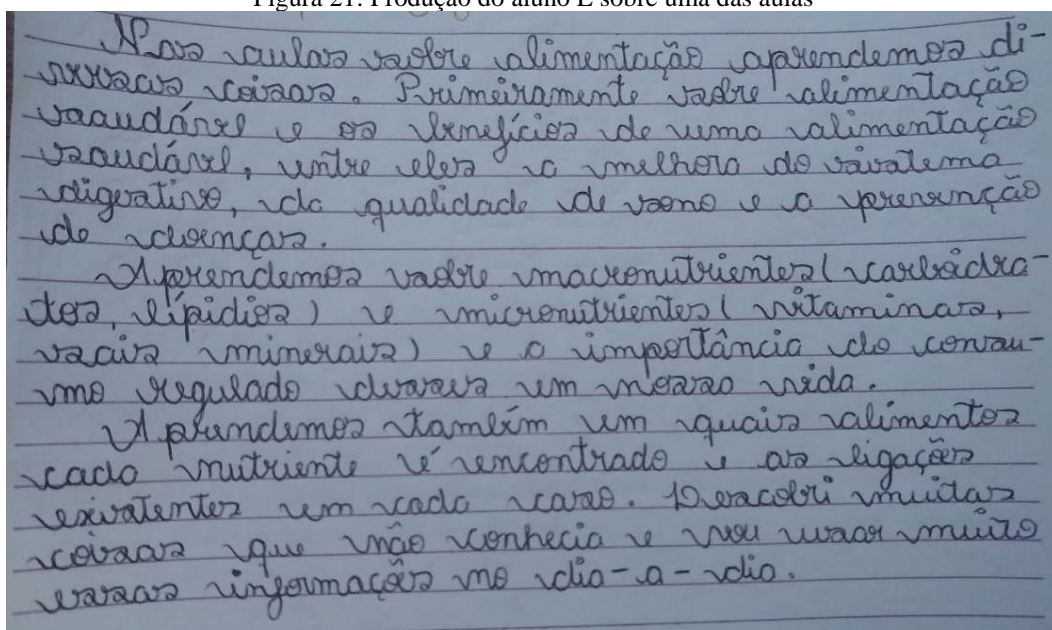 Figura 21: Produção do aluno E sobre uma das aulas
Nas aulas sobre alimentação aprendemos di-
versas coisas. Primeiramente sobre alimentação
saudável e os benefícios de uma alimentação
saudável, entre eles a melhora do sistema
digestivo, da qualidade de sono e a prevenção
de doenças.
Aprendemos sobre macronutrientes (carboidra-
tos, lipídios) e micronutrientes (vitaminas,
sais minerais) e a importância do consu-
mo regulado desses em nossa vida.
Aprendemos também em quais alimentos
cada nutriente é encontrado e as ligações
existentes em cada caso. Descobri muitas
coisas que não conhecia e vou usar muito
essas informações no dia-a-dia.